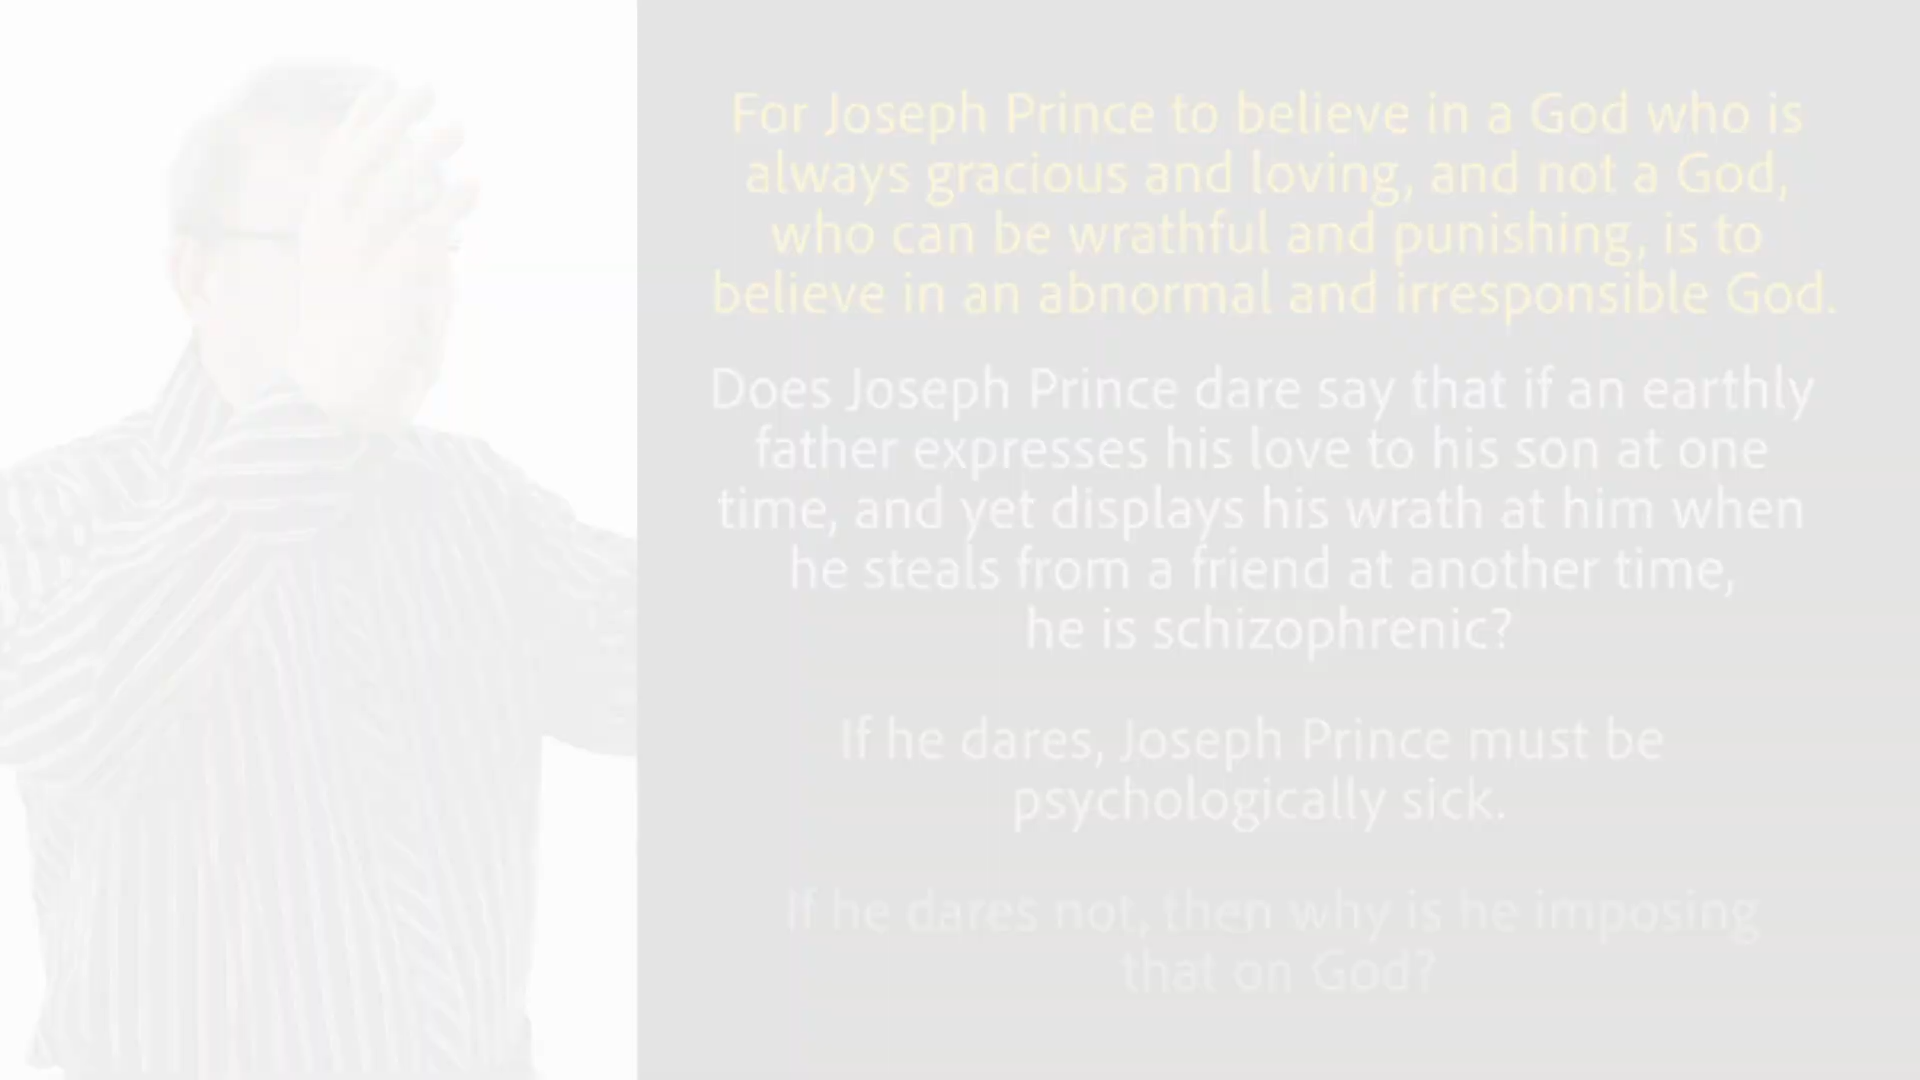 For Joseph Prince to believe in a God who is
always gracious and loving, and not a God,
who can be wrathful and punishing, is to
believe in an abnormal and irresponsible God.
Does Joseph Prince dare say that if an earthly
father expresses his love to his son at one
time, and yet displays his wrath at him when
he steals from a friend at another time,
he is schizophrenic?
If he dares, Joseph Prince must be
psychologically sick.
If he dares not, then why is he imposing
that on God?